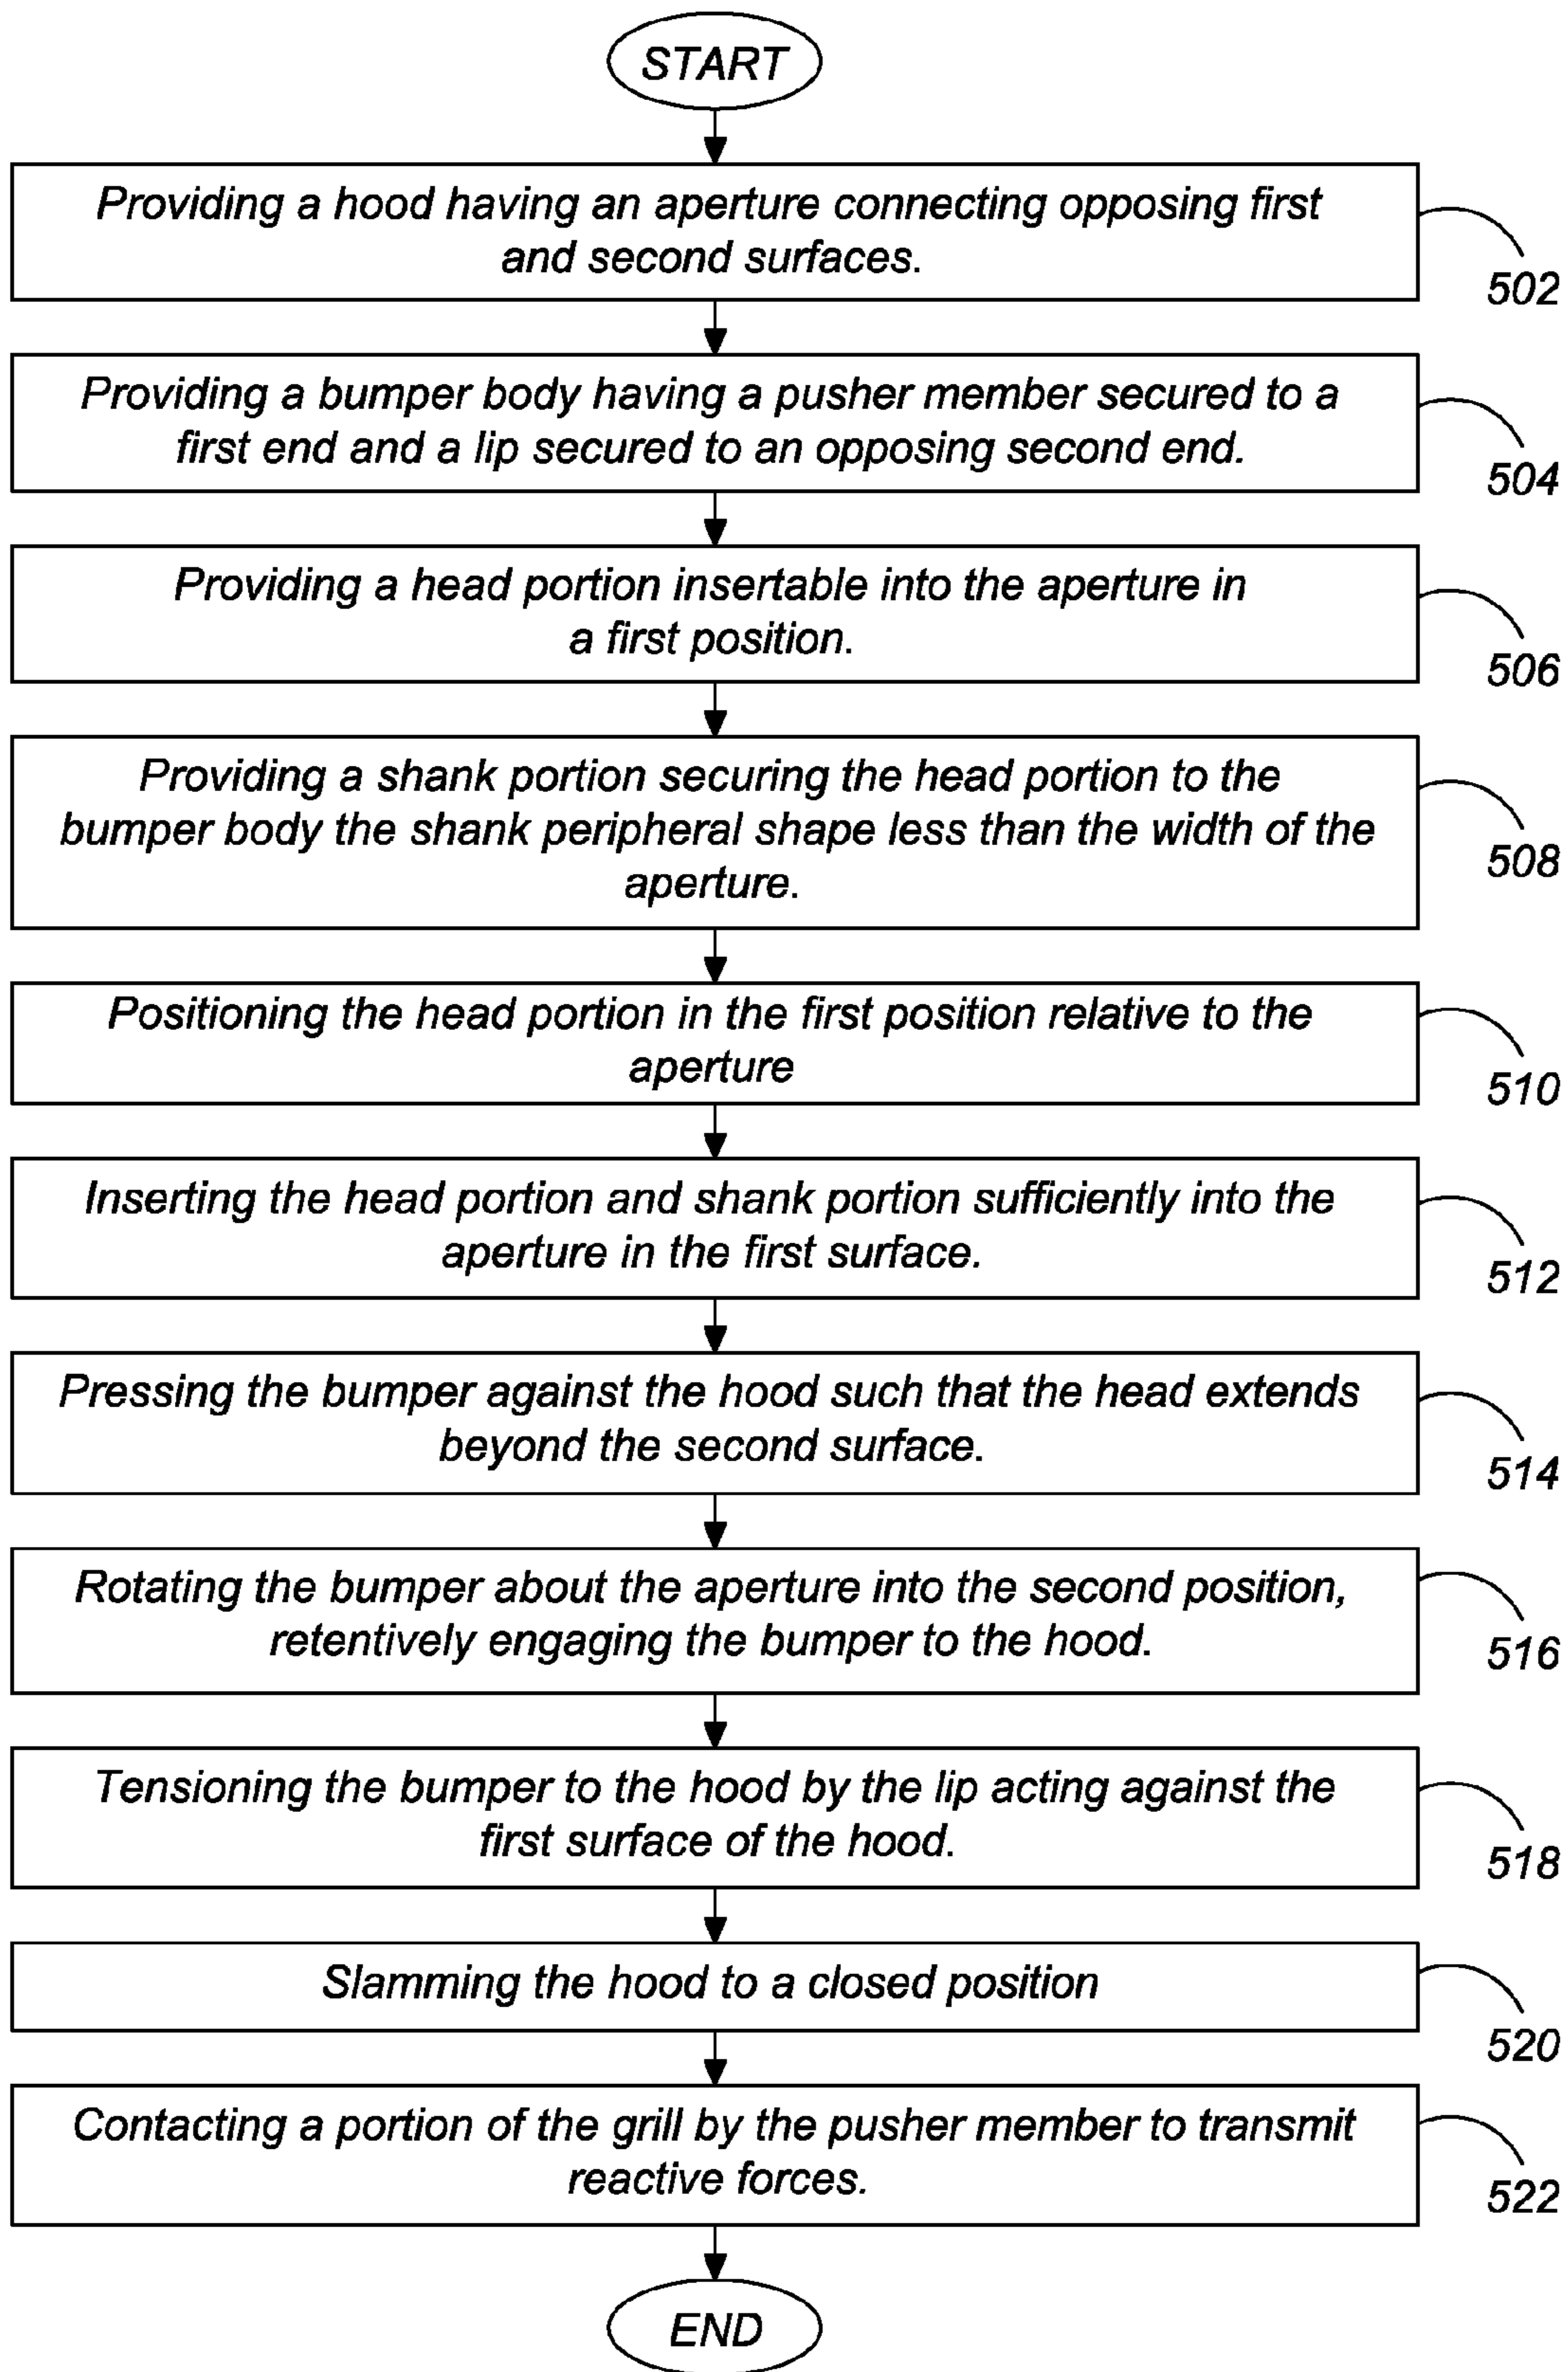 START
Providing a hood having an aperture connecting opposing first
and second surfaces.
502
Providing a bumper body having a pusher member secured to a
first end and a lip secured to an opposing second end.
504
Providing a head portion insertable into the aperture in
a first position.
506
Providing a shank portion securing the head portion to the
bumper body the shank peripheral shape less than the width of the
aperture.
508
Positioning the head portion in the first position relative to the
aperture
510
Inserting the head portion and shank portion sufficiently into the
aperture in the first surface.
512
Pressing the bumper against the hood such that the head extends
beyond the second surface.
514
Rotating the bumper about the aperture into the second position,
retentively engaging the bumper to the hood.
516
Tensioning the bumper to the hood by the lip acting against the
first surface of the hood.
518
Slamming the hood to a closed position
520
Contacting a portion of the grill by the pusher member to transmit
reactive forces.
522
END